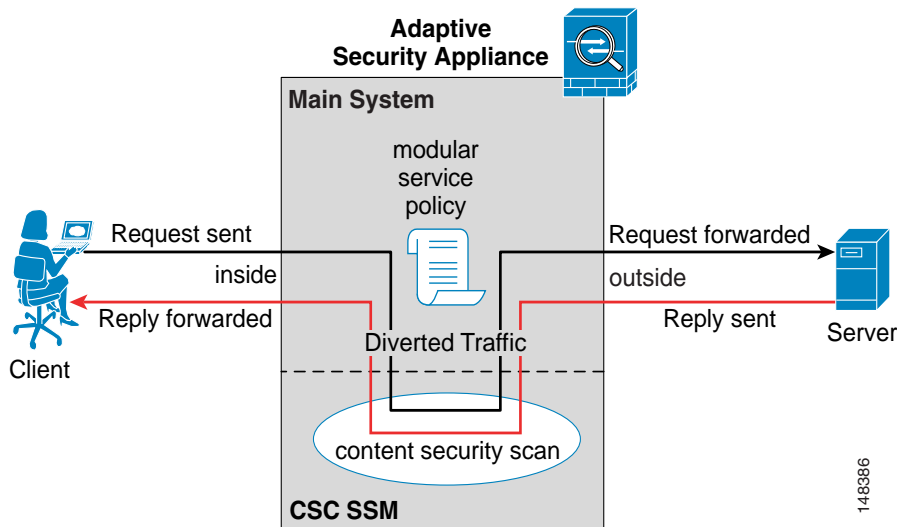 Adaptive
Security Appliance
Main System
modular
service
policy
Request sent
Request forwarded
inside
outside
Reply forwarded
Reply sent
Diverted Traffic
Client
Server
content security scan
CSC SSM
148386